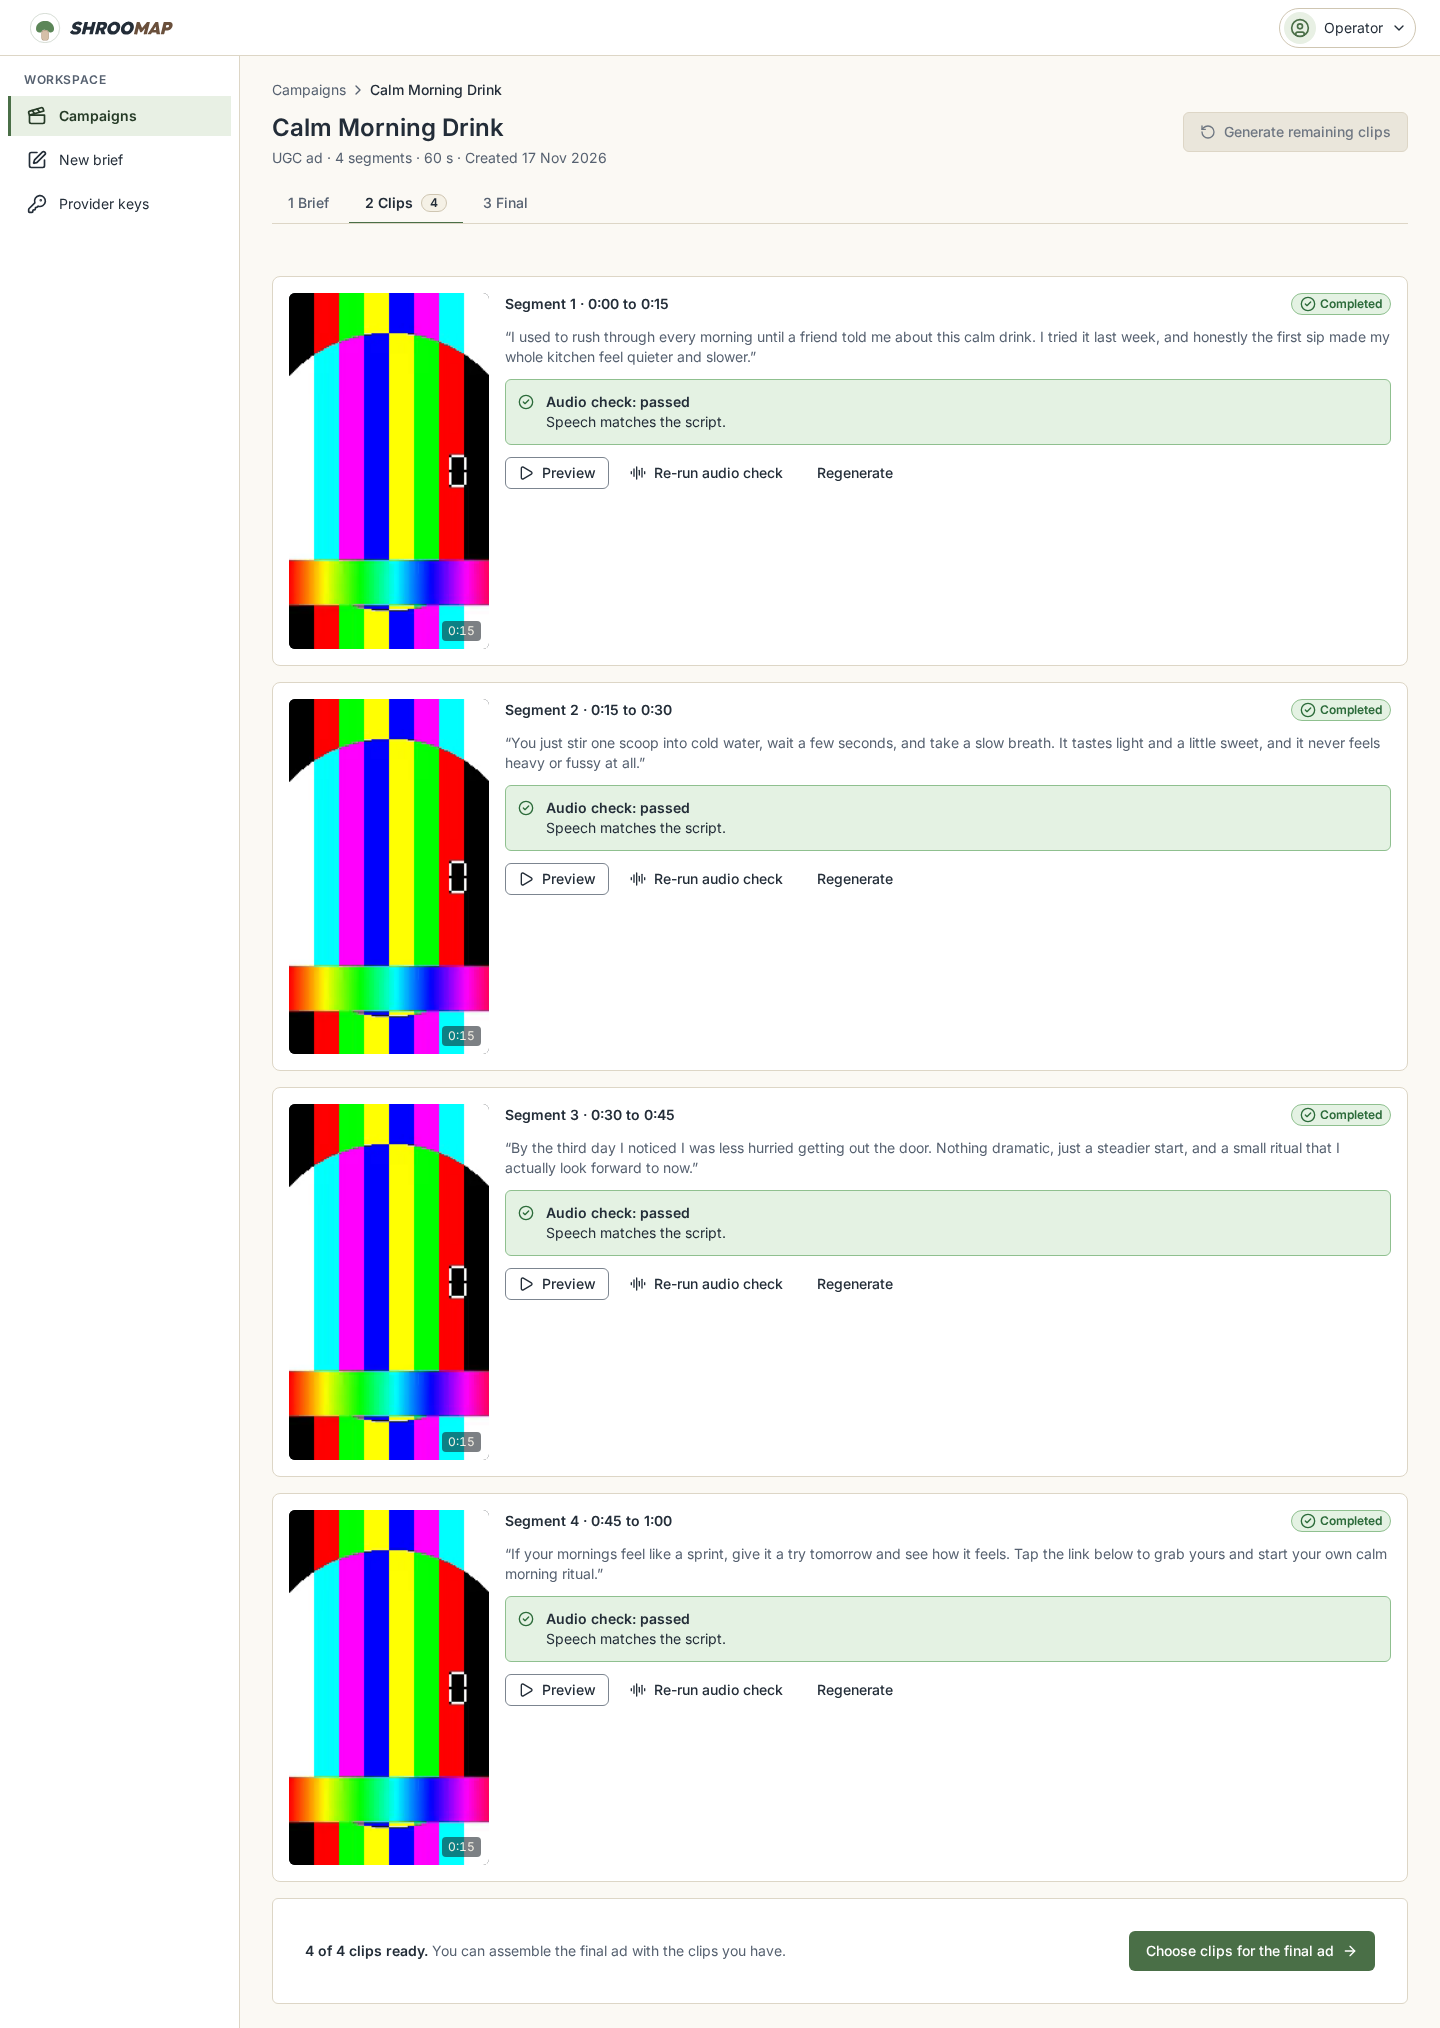 SHROOMAP
Operator
WORKSPACE
Campaigns
New brief
Provider keys
Campaigns > Calm Morning Drink
Calm Morning Drink
Generate remaining clips
UGC ad · 4 segments · 60 s · Created 17 Nov 2026
1 Brief
2 Clips 4
3 Final
Segment 1 · 0:00 to 0:15
Completed
“I used to rush through every morning until a friend told me about this calm drink. I tried it last week, and honestly the first sip made my
whole kitchen feel quieter and slower.”
Audio check: passed
Speech matches the script.
Preview
Re-run audio check
Regenerate
0
0:15
Segment 2 · 0:15 to 0:30
Completed
“You just stir one scoop into cold water, wait a few seconds, and take a slow breath. It tastes light and a little sweet, and it never feels
heavy or fussy at all.”
Audio check: passed
Speech matches the script.
Preview
Re-run audio check
Regenerate
0
0:15
Segment 3 · 0:30 to 0:45
Completed
“By the third day I noticed I was less hurried getting out the door. Nothing dramatic, just a steadier start, and a small ritual that I
actually look forward to now.”
Audio check: passed
Speech matches the script.
Preview
Re-run audio check
Regenerate
0
0:15
Segment 4 · 0:45 to 1:00
Completed
“If your mornings feel like a sprint, give it a try tomorrow and see how it feels. Tap the link below to grab yours and start your own calm
morning ritual.”
Audio check: passed
Speech matches the script.
Preview
Re-run audio check
Regenerate
0
0:15
4 of 4 clips ready. You can assemble the final ad with the clips you have.
Choose clips for the final ad